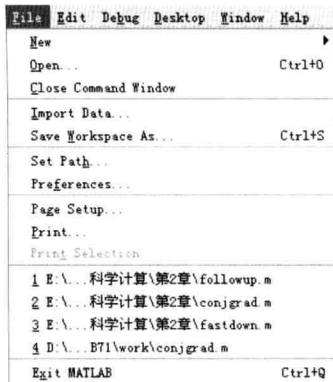 File Edit Debug Desktop Window Help
New
Open... Ctrl+O
Close Command Window
Import Data...
Save Workspace As... Ctrl+S
Set Path...
Preferences...
Page Setup...
Print...
Print Selection
1 E:\...科学计算\第2章\followup.m
2 E:\...科学计算\第2章\conjgrad.m
3 E:\...科学计算\第2章\fastdown.m
4 D:\...B71\work\conjgrad.m
Exit MATLAB Ctrl+Q